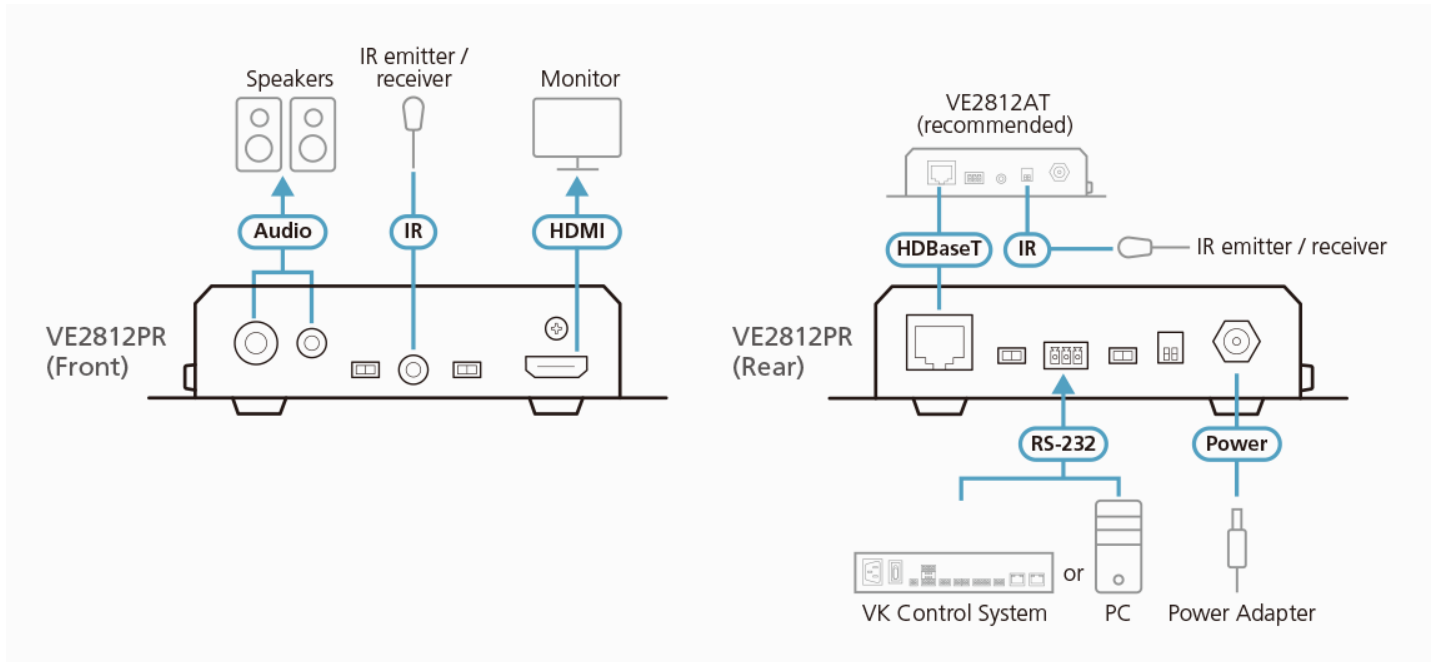 Speakers
IR emitter /
receiver
Monitor
Audio
IR
HDMI
VE2812PR
(Front)
VE2812AT
(recommended)
HDBaseT
IR
IR emitter / receiver
VE2812PR
(Rear)
RS-232
Power
or
VK Control System
PC
Power Adapter